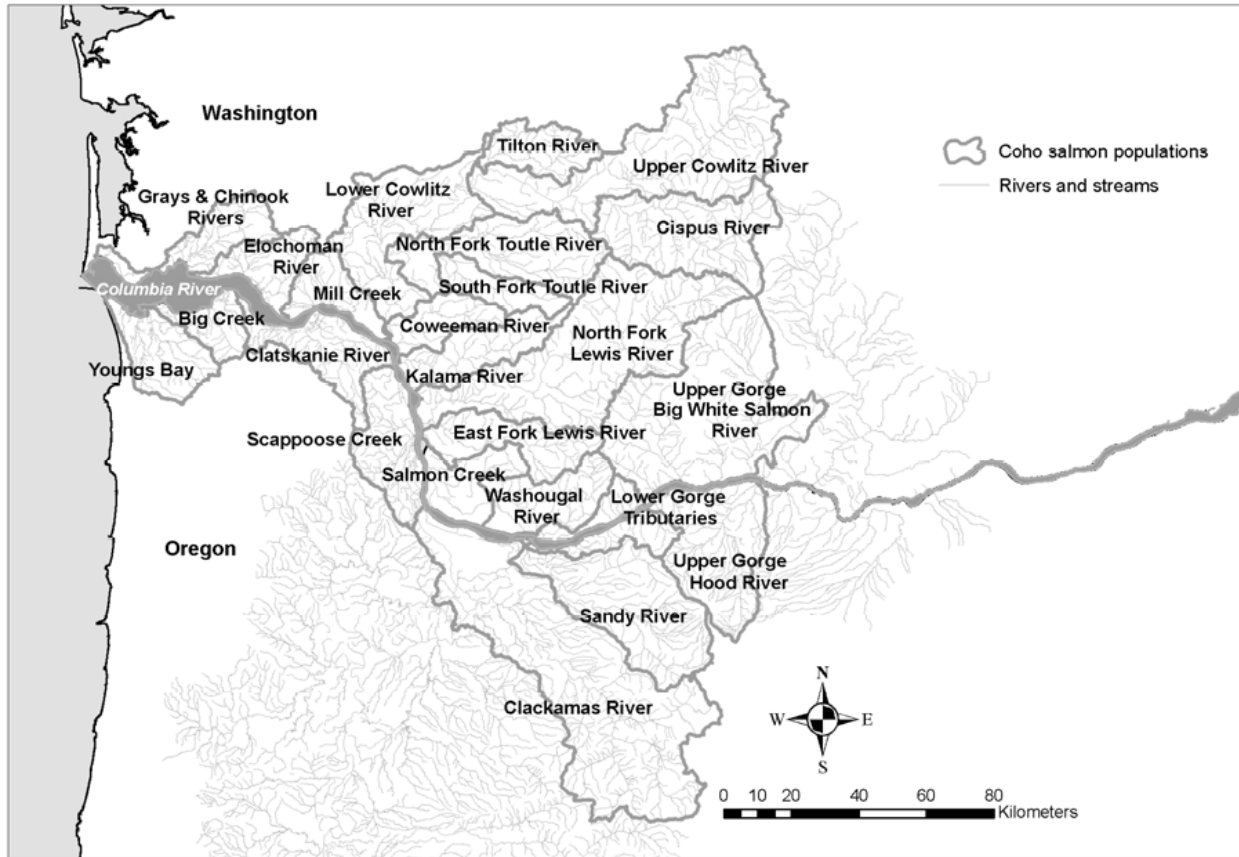 Washington
Tilton River
Upper Cowlitz River
Coho salmon populations
Rivers and streams
Grays & Chinook
Rivers
Lower Cowlitz
River
Cispus River
Elochoman
River
North Fork Toutle River
Columbia River
Mill Creek
South Fork Toutle River
Big Creek
Coweeman River
North Fork
Lewis River
Youngs Bay
Clatskanie River
Kalama River
Upper Gorge
Big White Salmon
River
Scappoose Creek
East Fork Lewis River
Salmon Creek
Washougal
River
Lower Gorge
Tributaries
Oregon
Upper Gorge
Hood River
Sandy River
Clackamas River
N
W
E
S
0 10 20 40 60 80
Kilometers